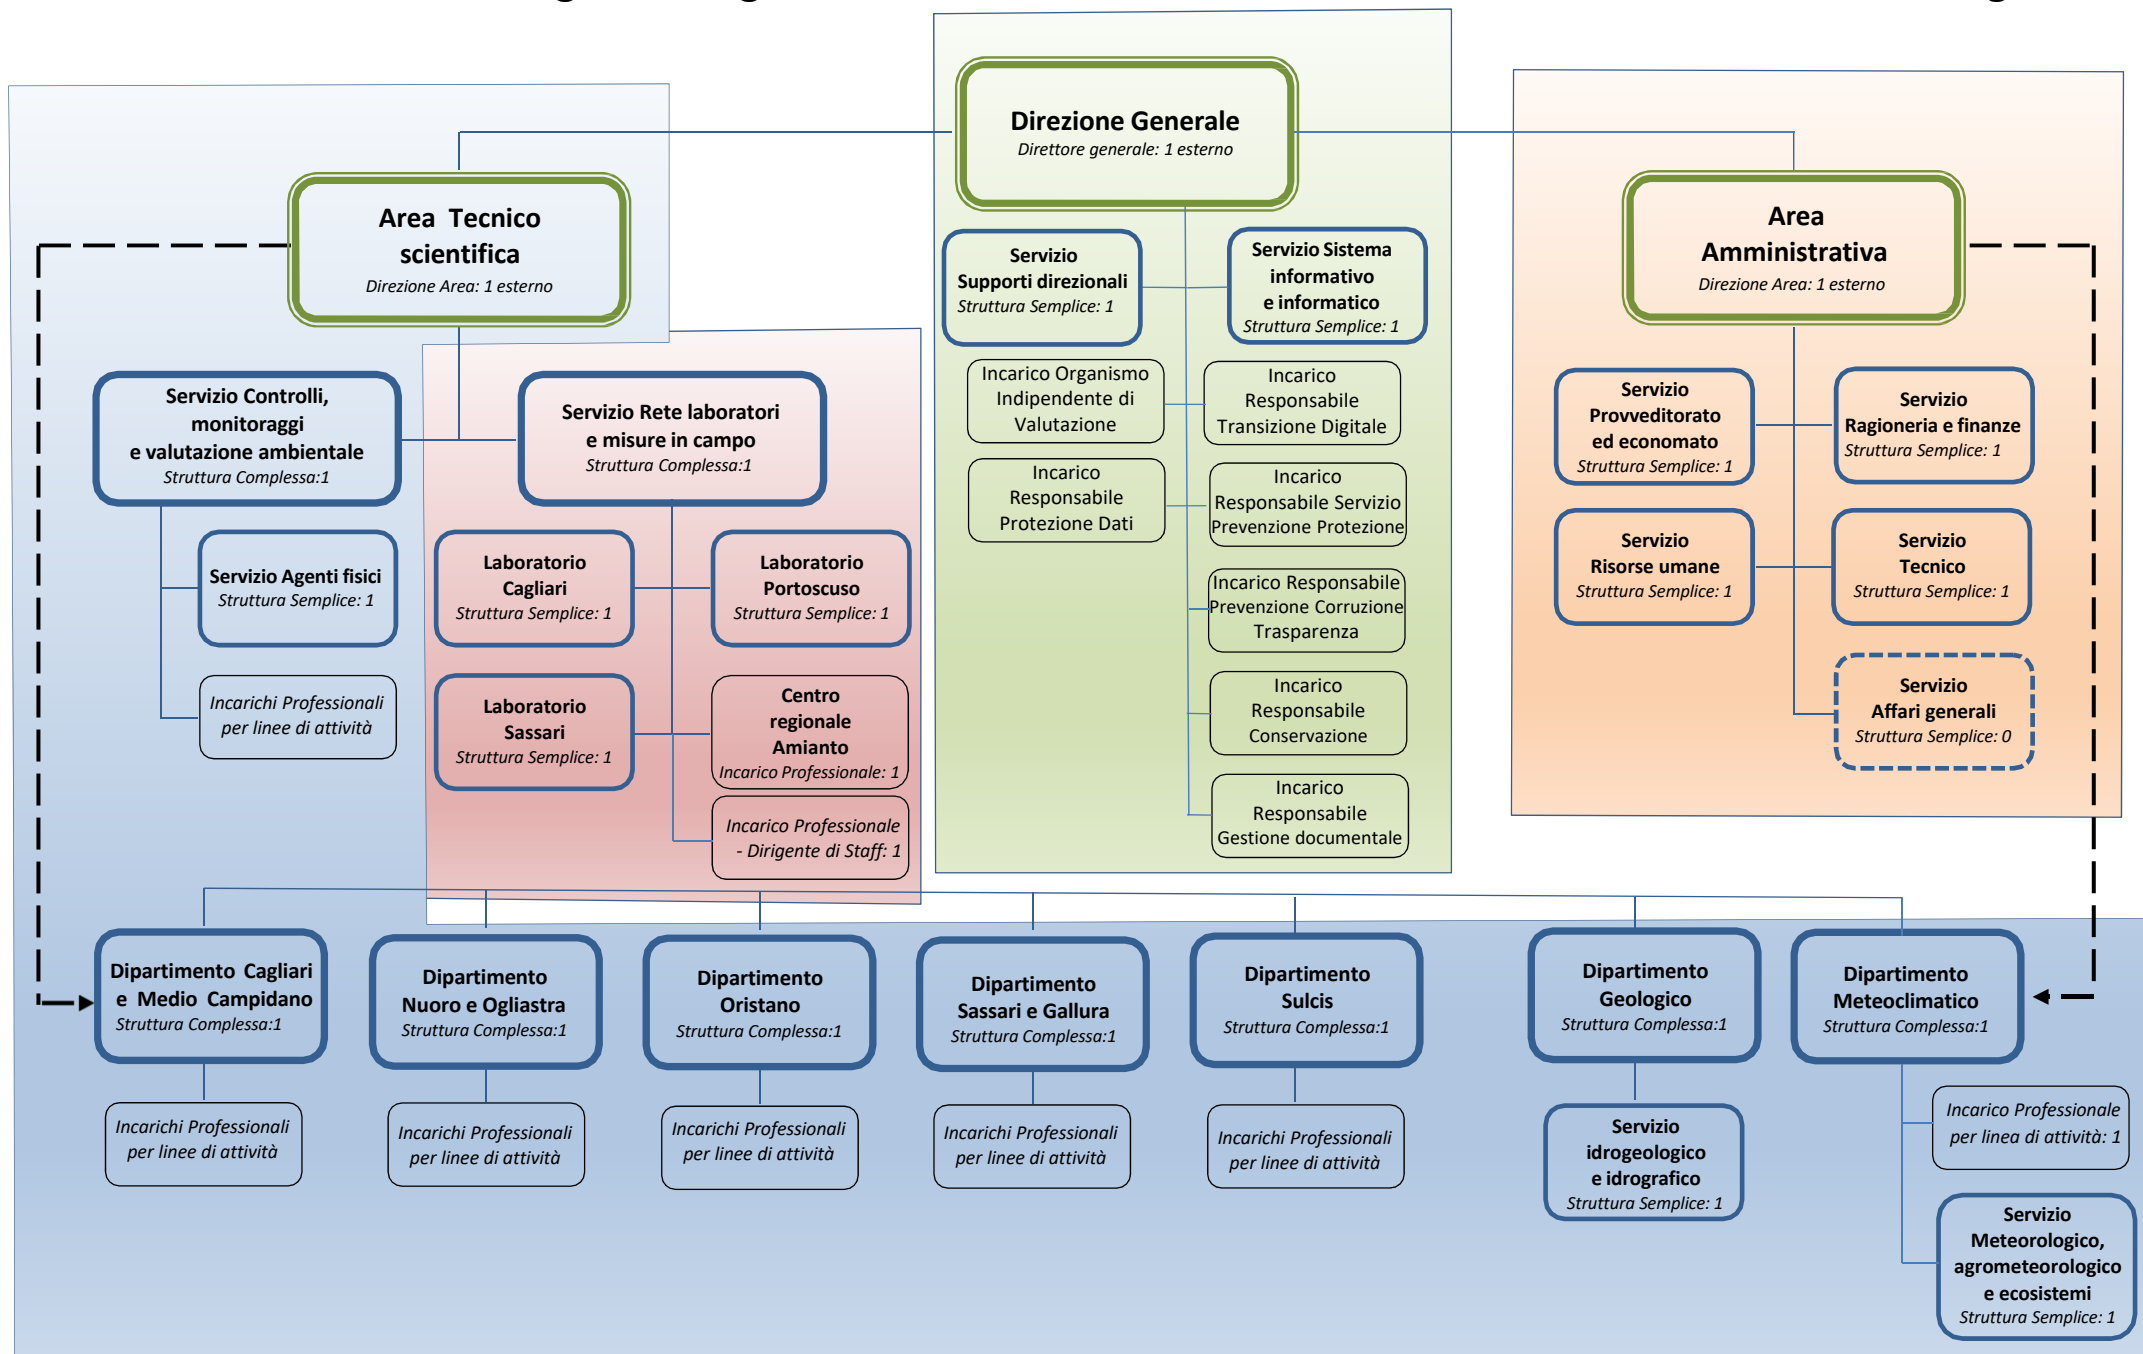 Direzione Generale
Direttore generale: 1 esterno
Area Tecnico
scientifica
Direzione Area: 1 esterno
Area
Amministrativa
Direzione Area: 1 esterno
Servizio
Supporti direzionali
Struttura Semplice: 1
Servizio Sistema
informativo
e informatico
Struttura Semplice: 1
Incarico Organismo
Indipendente di
Valutazione
Incarico
Responsabile
Transizione Digitale
Incarico
Responsabile
Protezione Dati
Incarico
Responsabile Servizio
Prevenzione Protezione
Incarico Responsabile
Prevenzione Corruzione
Trasparenza
Incarico
Responsabile
Conservazione
Incarico
Responsabile
Gestione documentale
Servizio Controlli,
monitoraggi
e valutazione ambientale
Struttura Complessa:1
Servizio Rete laboratori
e misure in campo
Struttura Complessa:1
Servizio Agenti fisici
Struttura Semplice: 1
Incarichi Professionali
per linee di attività
Laboratorio
Cagliari
Struttura Semplice: 1
Laboratorio
Portoscuso
Struttura Semplice: 1
Laboratorio
Sassari
Struttura Semplice: 1
Centro
regionale
Amianto
Incarico Professionale: 1
Incarico Professionale
- Dirigente di Staff: 1
Servizio
Provveditorato
ed economato
Struttura Semplice: 1
Servizio
Ragioneria e finanze
Struttura Semplice: 1
Servizio
Risorse umane
Struttura Semplice: 1
Servizio
Tecnico
Struttura Semplice: 1
Servizio
Affari generali
Struttura Semplice: 0
Dipartimento Cagliari
e Medio Campidano
Struttura Complessa:1
Dipartimento
Nuoro e Ogliastra
Struttura Complessa:1
Dipartimento
Oristano
Struttura Complessa:1
Dipartimento
Sassari e Gallura
Struttura Complessa:1
Dipartimento
Sulcis
Struttura Complessa:1
Dipartimento
Geologico
Struttura Complessa:1
Dipartimento
Meteoclimatico
Struttura Complessa:1
Incarichi Professionali
per linee di attività
Incarichi Professionali
per linee di attività
Incarichi Professionali
per linee di attività
Incarichi Professionali
per linee di attività
Incarichi Professionali
per linee di attività
Servizio
idrogeologico
e idrografico
Struttura Semplice: 1
Incarico Professionale
per linea di attività: 1
Servizio
Meteorologico,
agrometeorologico
e ecosistemi
Struttura Semplice: 1